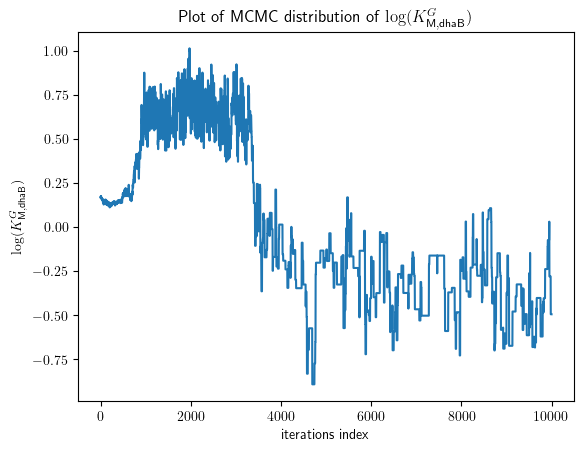 Plot of MCMC distribution of log(K^G_M,dhaB)
log(K^G_M,dhaB)
1.00
0.75
0.50
0.25
0.00
−0.25
−0.50
−0.75
0 2000 4000 6000 8000 10000
iterations index